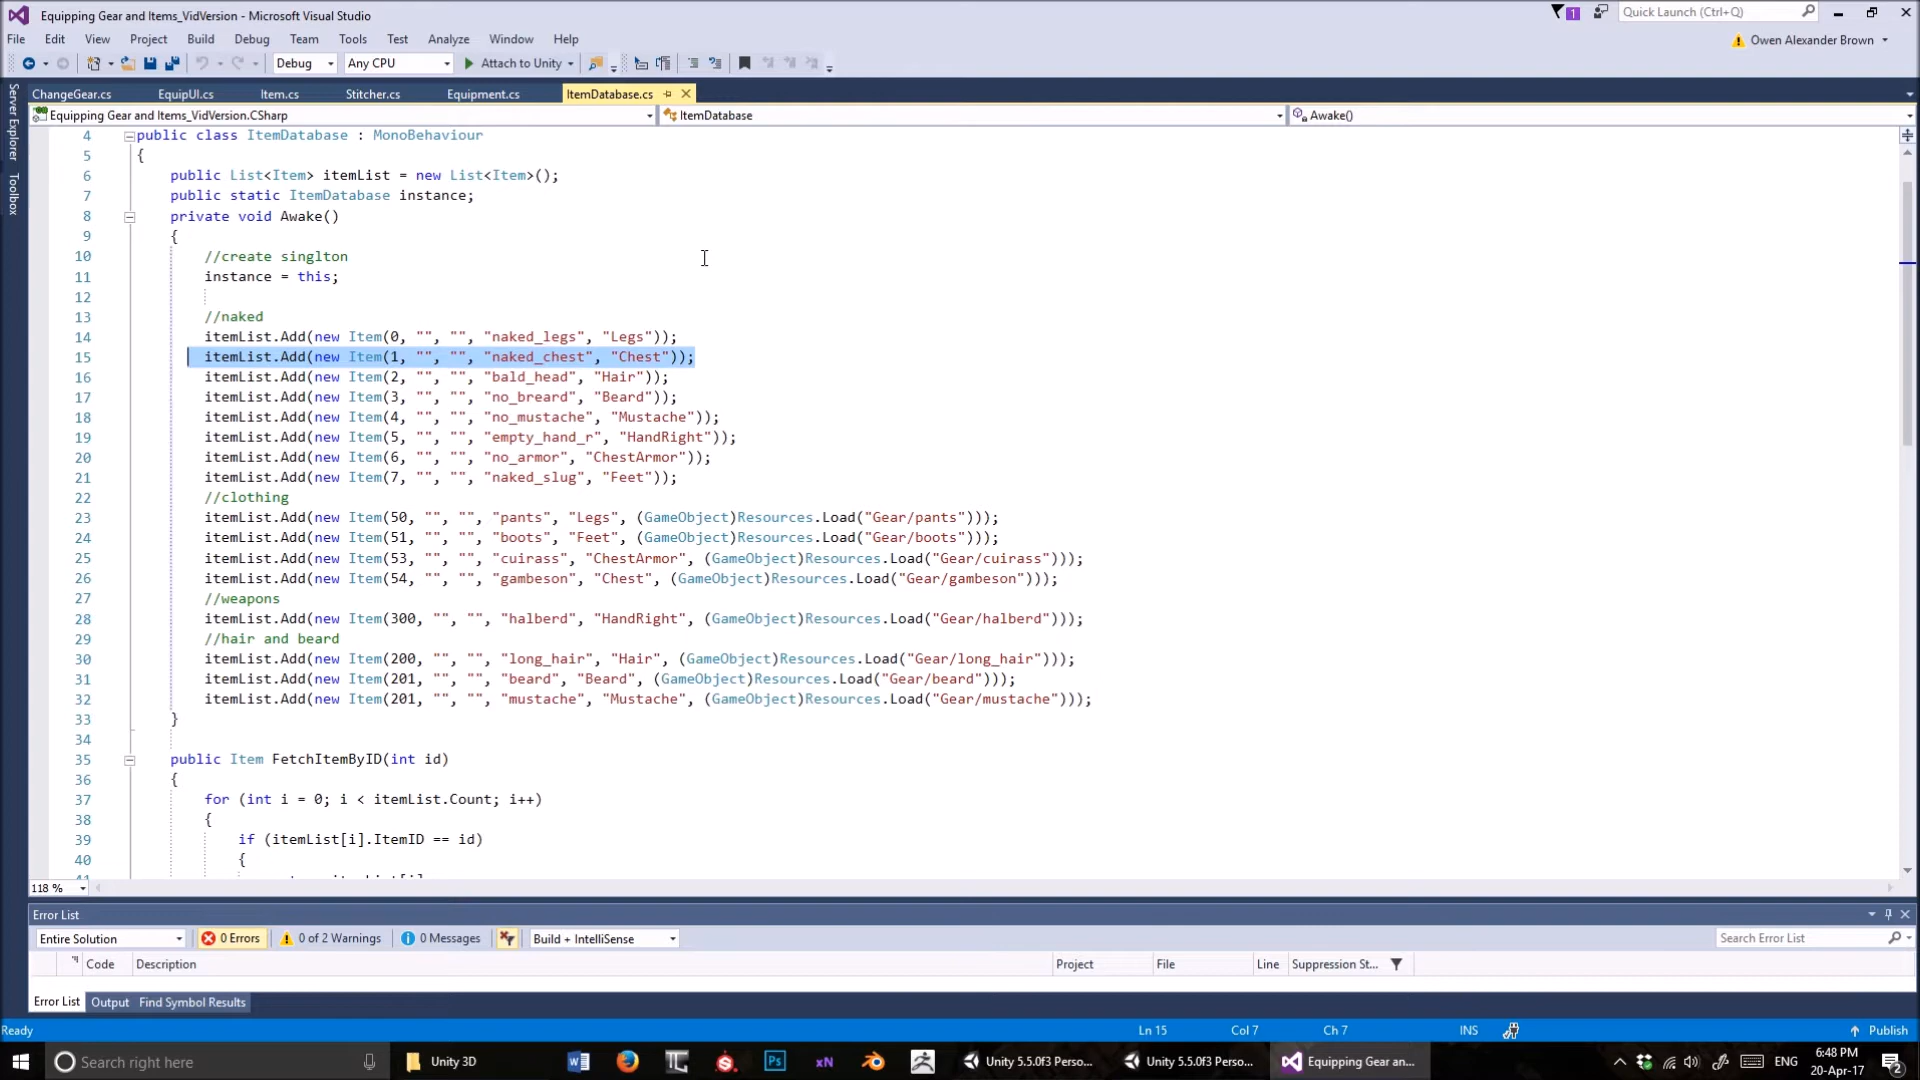 Equipping Gear and Items_VidVersion - Microsoft Visual Studio
1
Quick Launch (Ctrl+Q)
File Edit View Project Build Debug Team Tools Test Analyze Window Help
Owen Alexander Brown
Debug Any CPU Attach to Unity
ChangeGear.cs EquipUI.cs Item.cs Stitcher.cs Equipment.cs ItemDatabase.cs
Equipping Gear and Items_VidVersion.CSharp ItemDatabase Awake()
Server Explorer
Toolbox
4 public class ItemDatabase : MonoBehaviour
5 {
6 public List<Item> itemList = new List<Item>();
7 public static ItemDatabase instance;
8 private void Awake()
9 {
10 //create singlton
11 instance = this;
12
13 //naked
14 itemList.Add(new Item(0, "", "", "naked_legs", "Legs"));
15 itemList.Add(new Item(1, "", "", "naked_chest", "Chest"));
16 itemList.Add(new Item(2, "", "", "bald_head", "Hair"));
17 itemList.Add(new Item(3, "", "", "no_breard", "Beard"));
18 itemList.Add(new Item(4, "", "", "no_mustache", "Mustache"));
19 itemList.Add(new Item(5, "", "", "empty_hand_r", "HandRight"));
20 itemList.Add(new Item(6, "", "", "no_armor", "ChestArmor"));
21 itemList.Add(new Item(7, "", "", "naked_slug", "Feet"));
22 //clothing
23 itemList.Add(new Item(50, "", "", "pants", "Legs", (GameObject)Resources.Load("Gear/pants")));
24 itemList.Add(new Item(51, "", "", "boots", "Feet", (GameObject)Resources.Load("Gear/boots")));
25 itemList.Add(new Item(53, "", "", "cuirass", "ChestArmor", (GameObject)Resources.Load("Gear/cuirass")));
26 itemList.Add(new Item(54, "", "", "gambeson", "Chest", (GameObject)Resources.Load("Gear/gambeson")));
27 //weapons
28 itemList.Add(new Item(300, "", "", "halberd", "HandRight", (GameObject)Resources.Load("Gear/halberd")));
29 //hair and beard
30 itemList.Add(new Item(200, "", "", "long_hair", "Hair", (GameObject)Resources.Load("Gear/long_hair")));
31 itemList.Add(new Item(201, "", "", "beard", "Beard", (GameObject)Resources.Load("Gear/beard")));
32 itemList.Add(new Item(201, "", "", "mustache", "Mustache", (GameObject)Resources.Load("Gear/mustache")));
33 }
34
35 public Item FetchItemByID(int id)
36 {
37 for (int i = 0; i < itemList.Count; i++)
38 {
39 if (itemList[i].ItemID == id)
40 {
118 %
Error List
Entire Solution 0 Errors 0 of 2 Warnings 0 Messages Build + IntelliSense Search Error List
Code Description Project File Line Suppression St...
Error List Output Find Symbol Results
Ready Ln 15 Col 7 Ch 7 INS Publish
Search right here Unity 3D Ps xN Unity 5.5.0f3 Perso... Unity 5.5.0f3 Perso... Equipping Gear an... ENG 6:48 PM
20-Apr-17 2